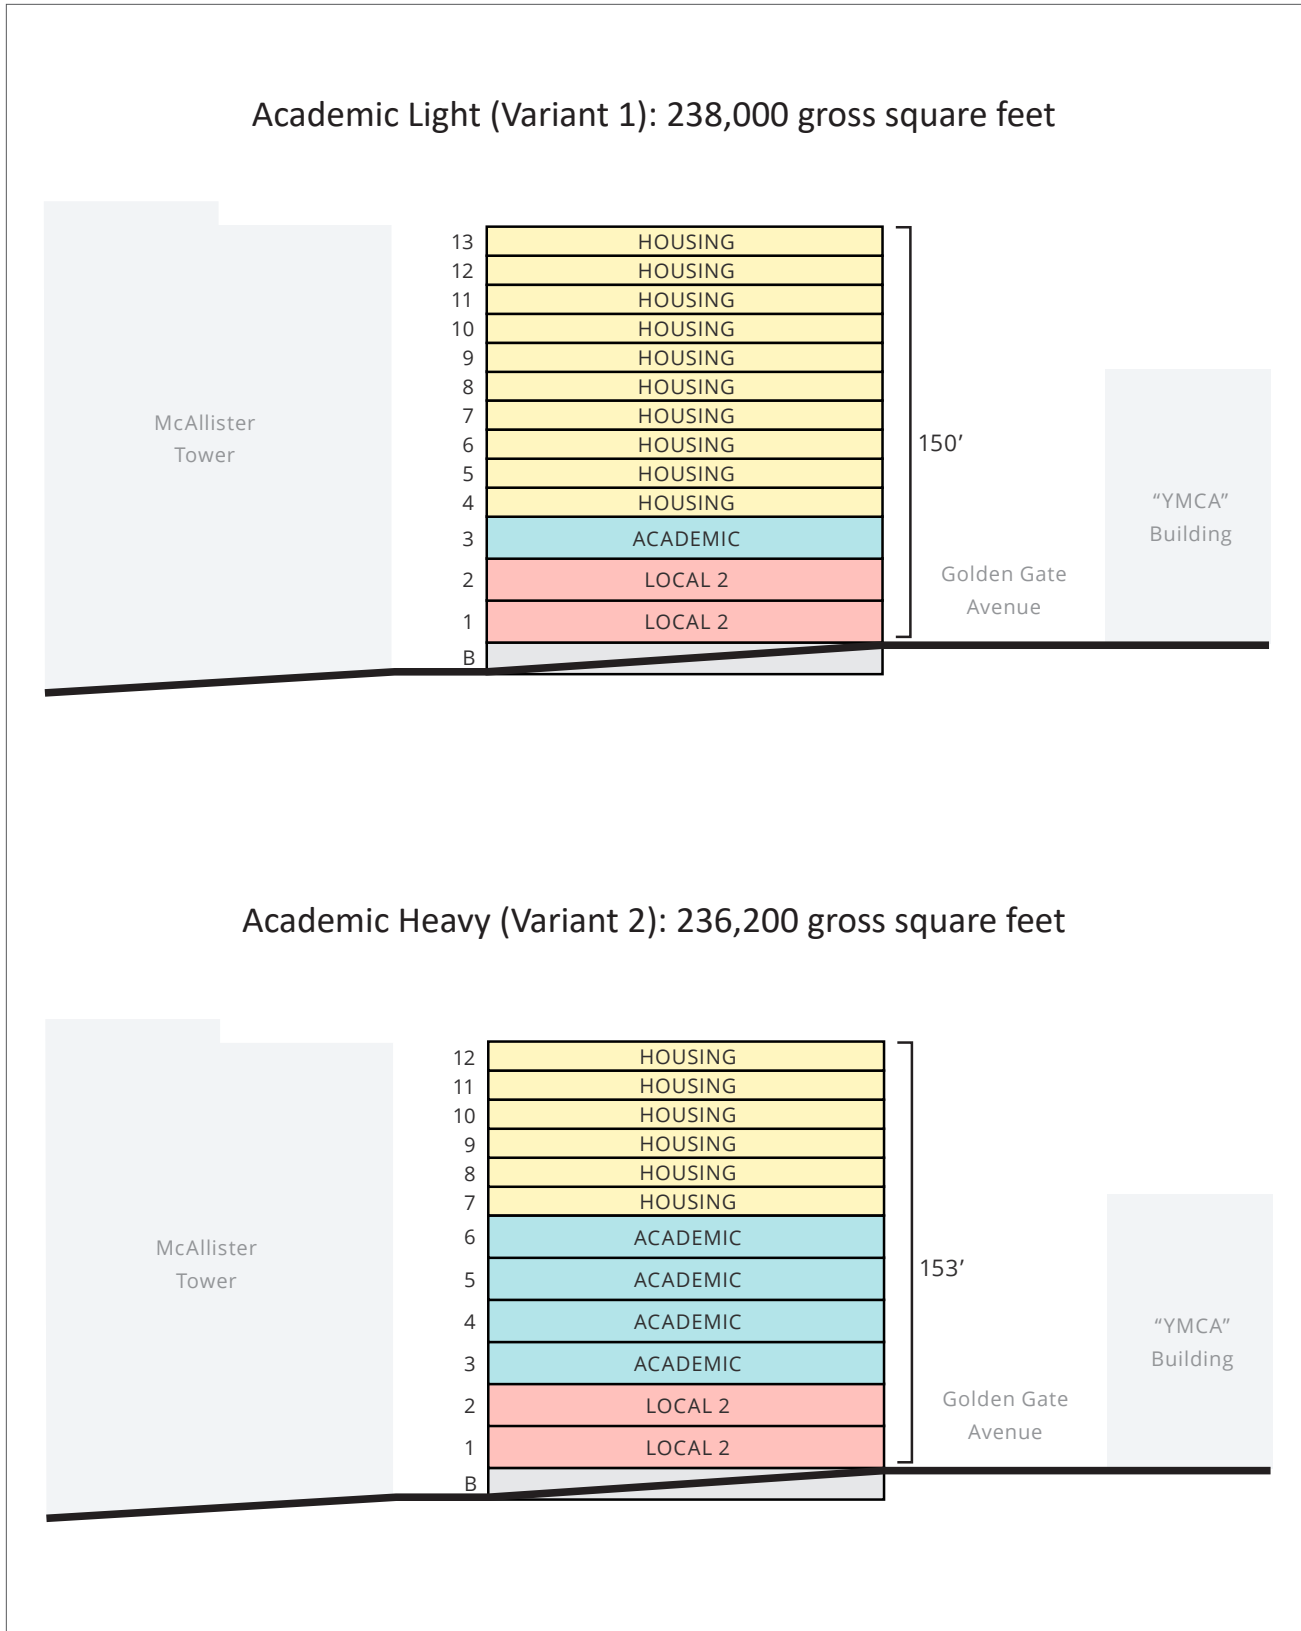 Academic Light (Variant 1): 238,000 gross square feet
13 HOUSING
12 HOUSING
11 HOUSING
10 HOUSING
9 HOUSING
8 HOUSING
7 HOUSING
6 HOUSING
5 HOUSING
4 HOUSING
3 ACADEMIC
2 LOCAL 2
1 LOCAL 2
B
McAllister
Tower
150’
“YMCA”
Building
Golden Gate
Avenue
Academic Heavy (Variant 2): 236,200 gross square feet
12 HOUSING
11 HOUSING
10 HOUSING
9 HOUSING
8 HOUSING
7 HOUSING
6 ACADEMIC
5 ACADEMIC
4 ACADEMIC
3 ACADEMIC
2 LOCAL 2
1 LOCAL 2
B
McAllister
Tower
153’
“YMCA”
Building
Golden Gate
Avenue